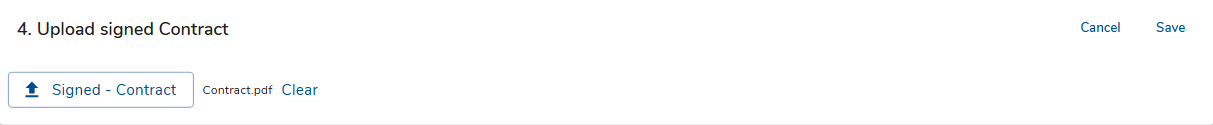 4. Upload signed Contract Cancel Save
Signed - Contract Contract.pdf Clear